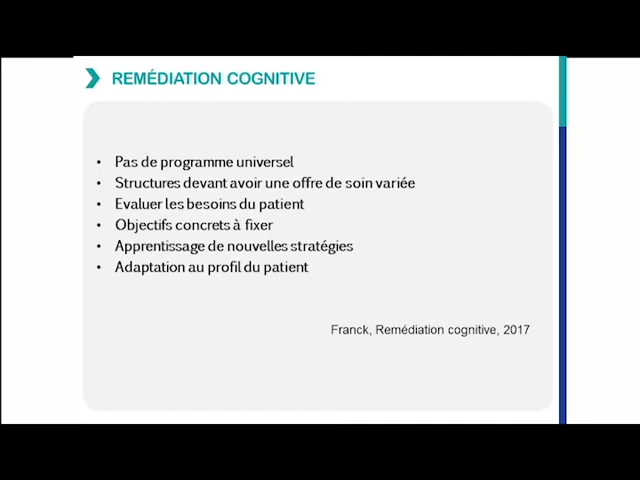 REMÉDIATION COGNITIVE
• Pas de programme universel
• Structures devant avoir une offre de soin variée
• Evaluer les besoins du patient
• Objectifs concrets à fixer
• Apprentissage de nouvelles stratégies
• Adaptation au profil du patient
Franck, Remédiation cognitive, 2017